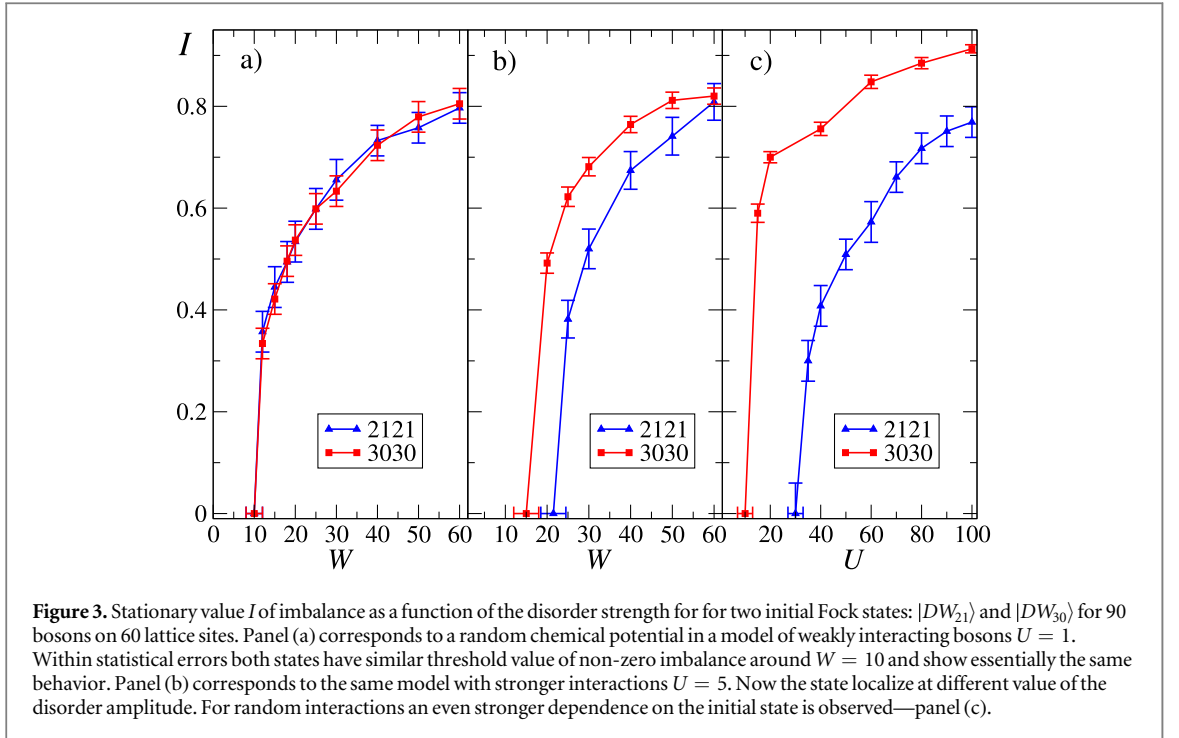 I
a)
b)
c)
0.8
0.6
0.4
0.2
0
2121
3030
2121
3030
2121
3030
0 10 20 30 40 50 60
10 20 30 40 50 60
20 40 60 80 100
W
W
U
Figure 3. Stationary value I of imbalance as a function of the disorder strength for for two initial Fock states: |DW21⟩ and |DW30⟩ for 90
bosons on 60 lattice sites. Panel (a) corresponds to a random chemical potential in a model of weakly interacting bosons U = 1.
Within statistical errors both states have similar threshold value of non-zero imbalance around W = 10 and show essentially the same
behavior. Panel (b) corresponds to the same model with stronger interactions U = 5. Now the state localize at different value of the
disorder amplitude. For random interactions an even stronger dependence on the initial state is observed—panel (c).